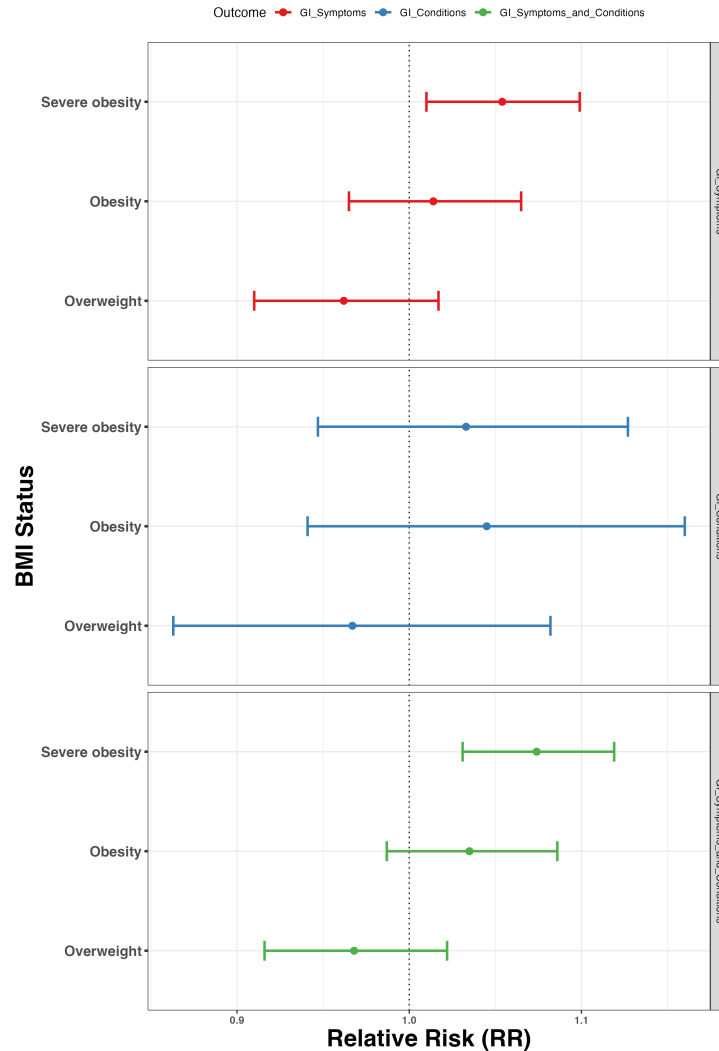 Outcome GI_Symptoms GI_Conditions GI_Symptoms_and_Conditions
Severe obesity
Obesity
Overweight
Severe obesity
Obesity
Overweight
Severe obesity
Obesity
Overweight
BMI Status
0.9 1.0 1.1
Relative Risk (RR)